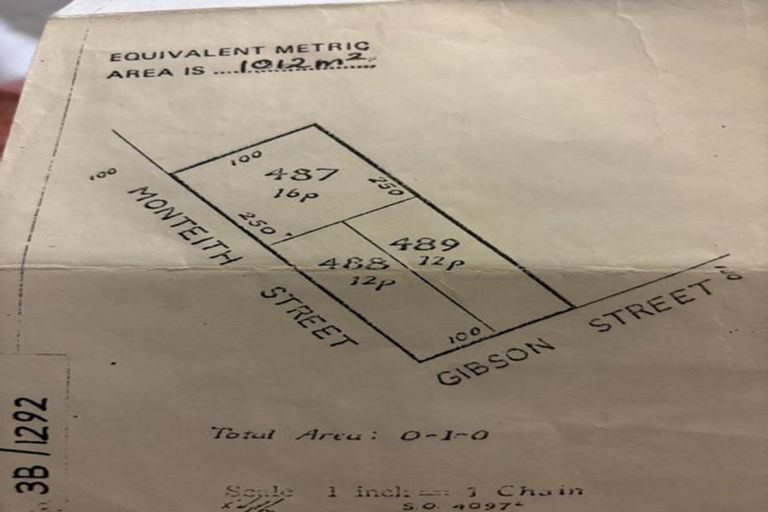 EQUIVALENT METRIC
AREA IS 1012m²
100
487
16p
250
100
MONTEITH STREET
250
489
12p
488
12p
100
GIBSON STREET
Total Area: 0-1-0
Scale 1 inch = 1 Chain
S.O. 4097
3B/1292